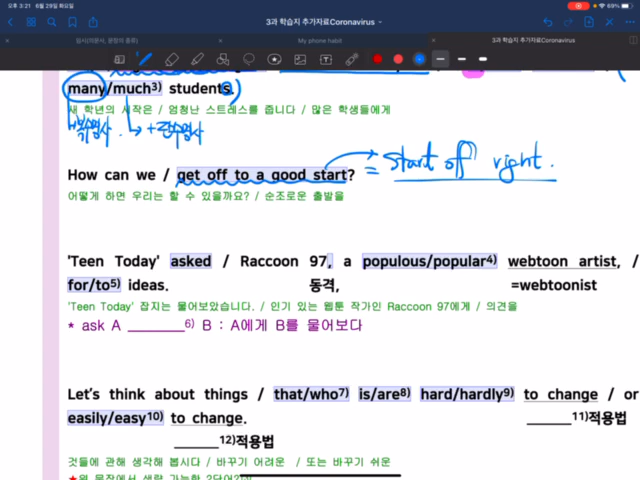 오후 3:21 6월 29일 화요일
61%
3과 학습지 추가자료Coronavirus
임시(의문사, 문장의 종류)
My phone habit
3과 학습지 추가자료Coronavirus
many/much3) students.)
새 학년의 시작은 / 엄청난 스트레스를 줍니다 / 많은 학생들에게
복수명사 . → +단수명사
How can we / get off to a good start? = start off right .
어떻게 하면 우리는 할 수 있을까요? / 순조로운 출발을
'Teen Today' asked / Raccoon 97, a populous/popular4) webtoon artist, /
for/to5) ideas. 동격, =webtoonist
'Teen Today' 잡지는 물어보았습니다. / 인기 있는 웹툰 작가인 Raccoon 97에게 / 의견을
* ask A ________6) B : A에게 B를 물어보다
Let's think about things / that/who7) is/are8) hard/hardly9) to change / or
easily/easy10) to change. ______11)적용법
______12)적용법
것들에 관해 생각해 봅시다 / 바꾸기 어려운 / 또는 바꾸기 쉬운